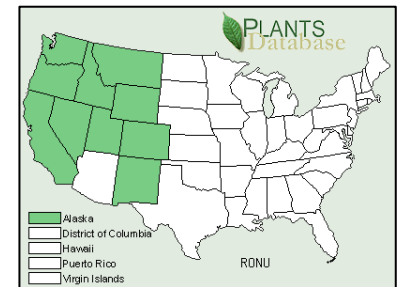 PLANTS
Database
Alaska
District of Columbia
Hawaii
Puerto Rico
Virgin Islands
RONU